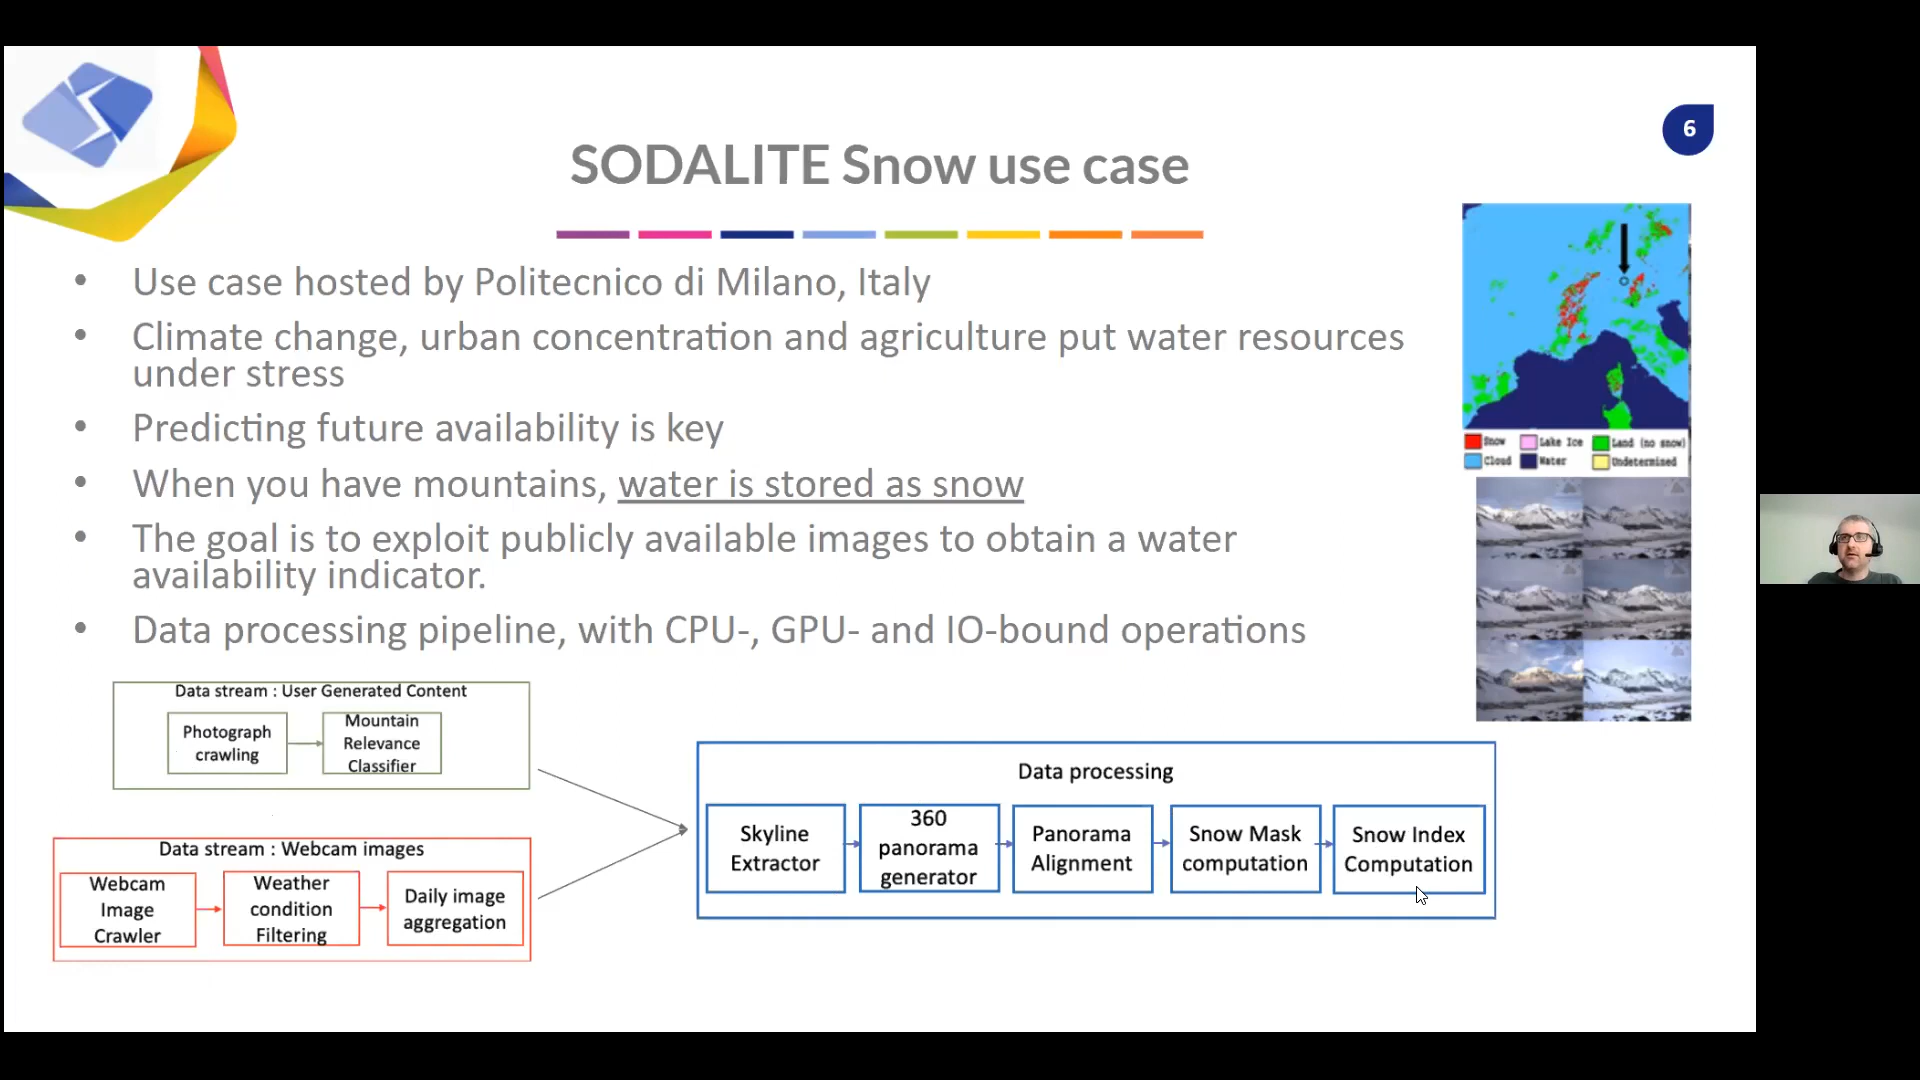 6
SODALITE Snow use case
• Use case hosted by Politecnico di Milano, Italy
• Climate change, urban concentration and agriculture put water resources
under stress
• Predicting future availability is key
• When you have mountains, water is stored as snow
• The goal is to exploit publicly available images to obtain a water
availability indicator.
• Data processing pipeline, with CPU-, GPU- and IO-bound operations
Snow Lake Ice Land (no snow)
Cloud Water Undetermined
Data stream : User Generated Content
Photograph
crawling
Mountain
Relevance
Classifier
Data stream : Webcam images
Webcam
Image
Crawler
Weather
condition
Filtering
Daily image
aggregation
Data processing
Skyline
Extractor
360
panorama
generator
Panorama
Alignment
Snow Mask
computation
Snow Index
Computation